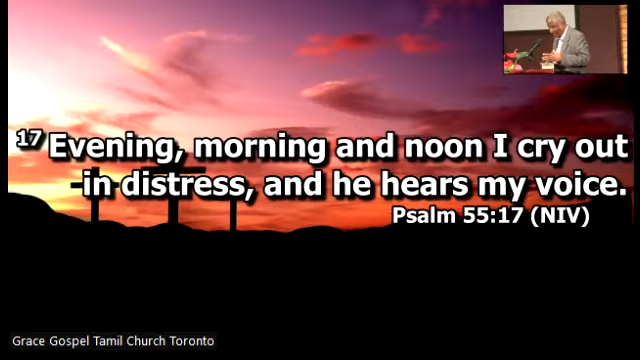 17 Evening, morning and noon I cry out
in distress, and he hears my voice.
Psalm 55:17 (NIV)
Grace Gospel Tamil Church Toronto